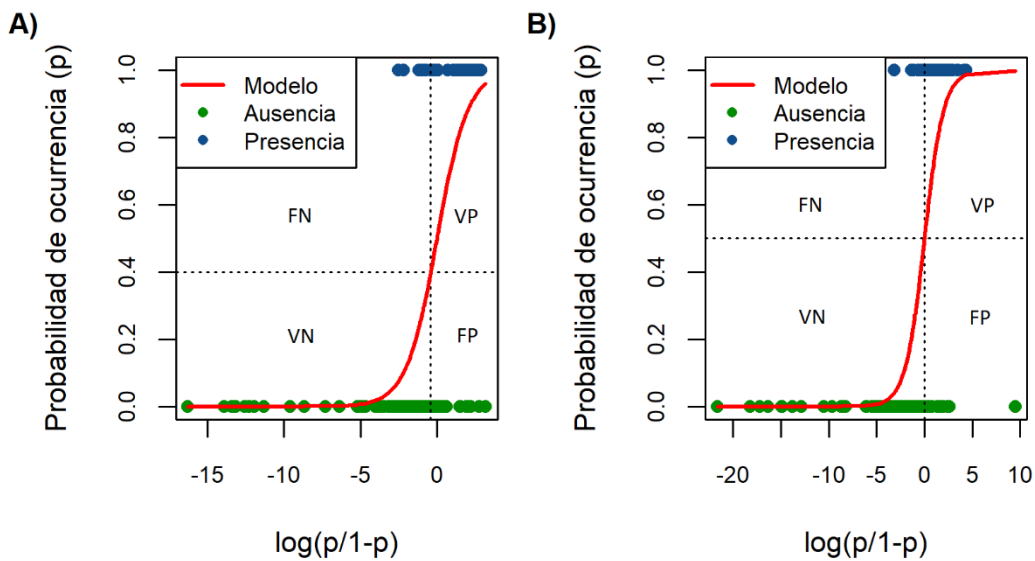 A)
Probabilidad de ocurrencia (p)
1.0
0.8
0.6
0.4
0.2
0.0
Modelo
Ausencia
Presencia
FN
VP
VN
FP
-15
-10
-5
0
log(p/1-p)
B)
Probabilidad de ocurrencia (p)
1.0
0.8
0.6
0.4
0.2
0.0
Modelo
Ausencia
Presencia
FN
VP
VN
FP
-20
-10
-5
0
5
10
log(p/1-p)